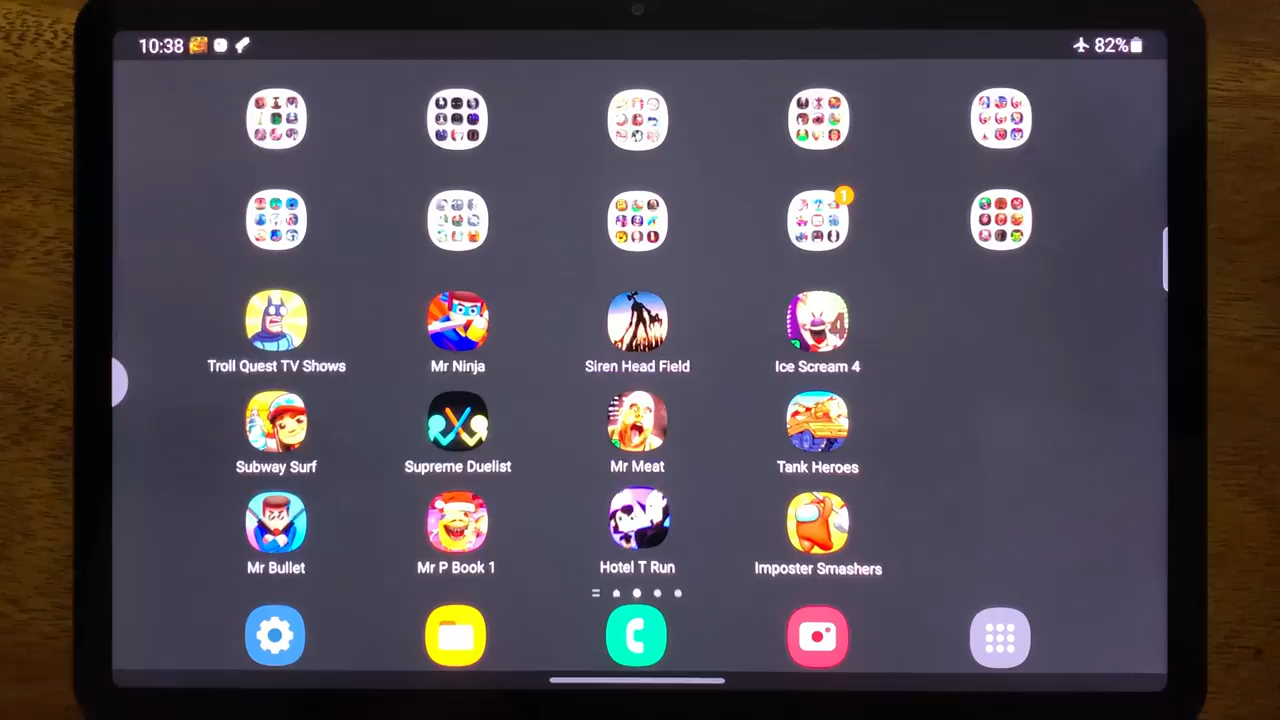 10:38
82%
1
Troll Quest TV Shows
Mr Ninja
Siren Head Field
Ice Scream 4
Subway Surf
Supreme Duelist
Mr Meat
Tank Heroes
Mr Bullet
Mr P Book 1
Hotel T Run
Imposter Smashers